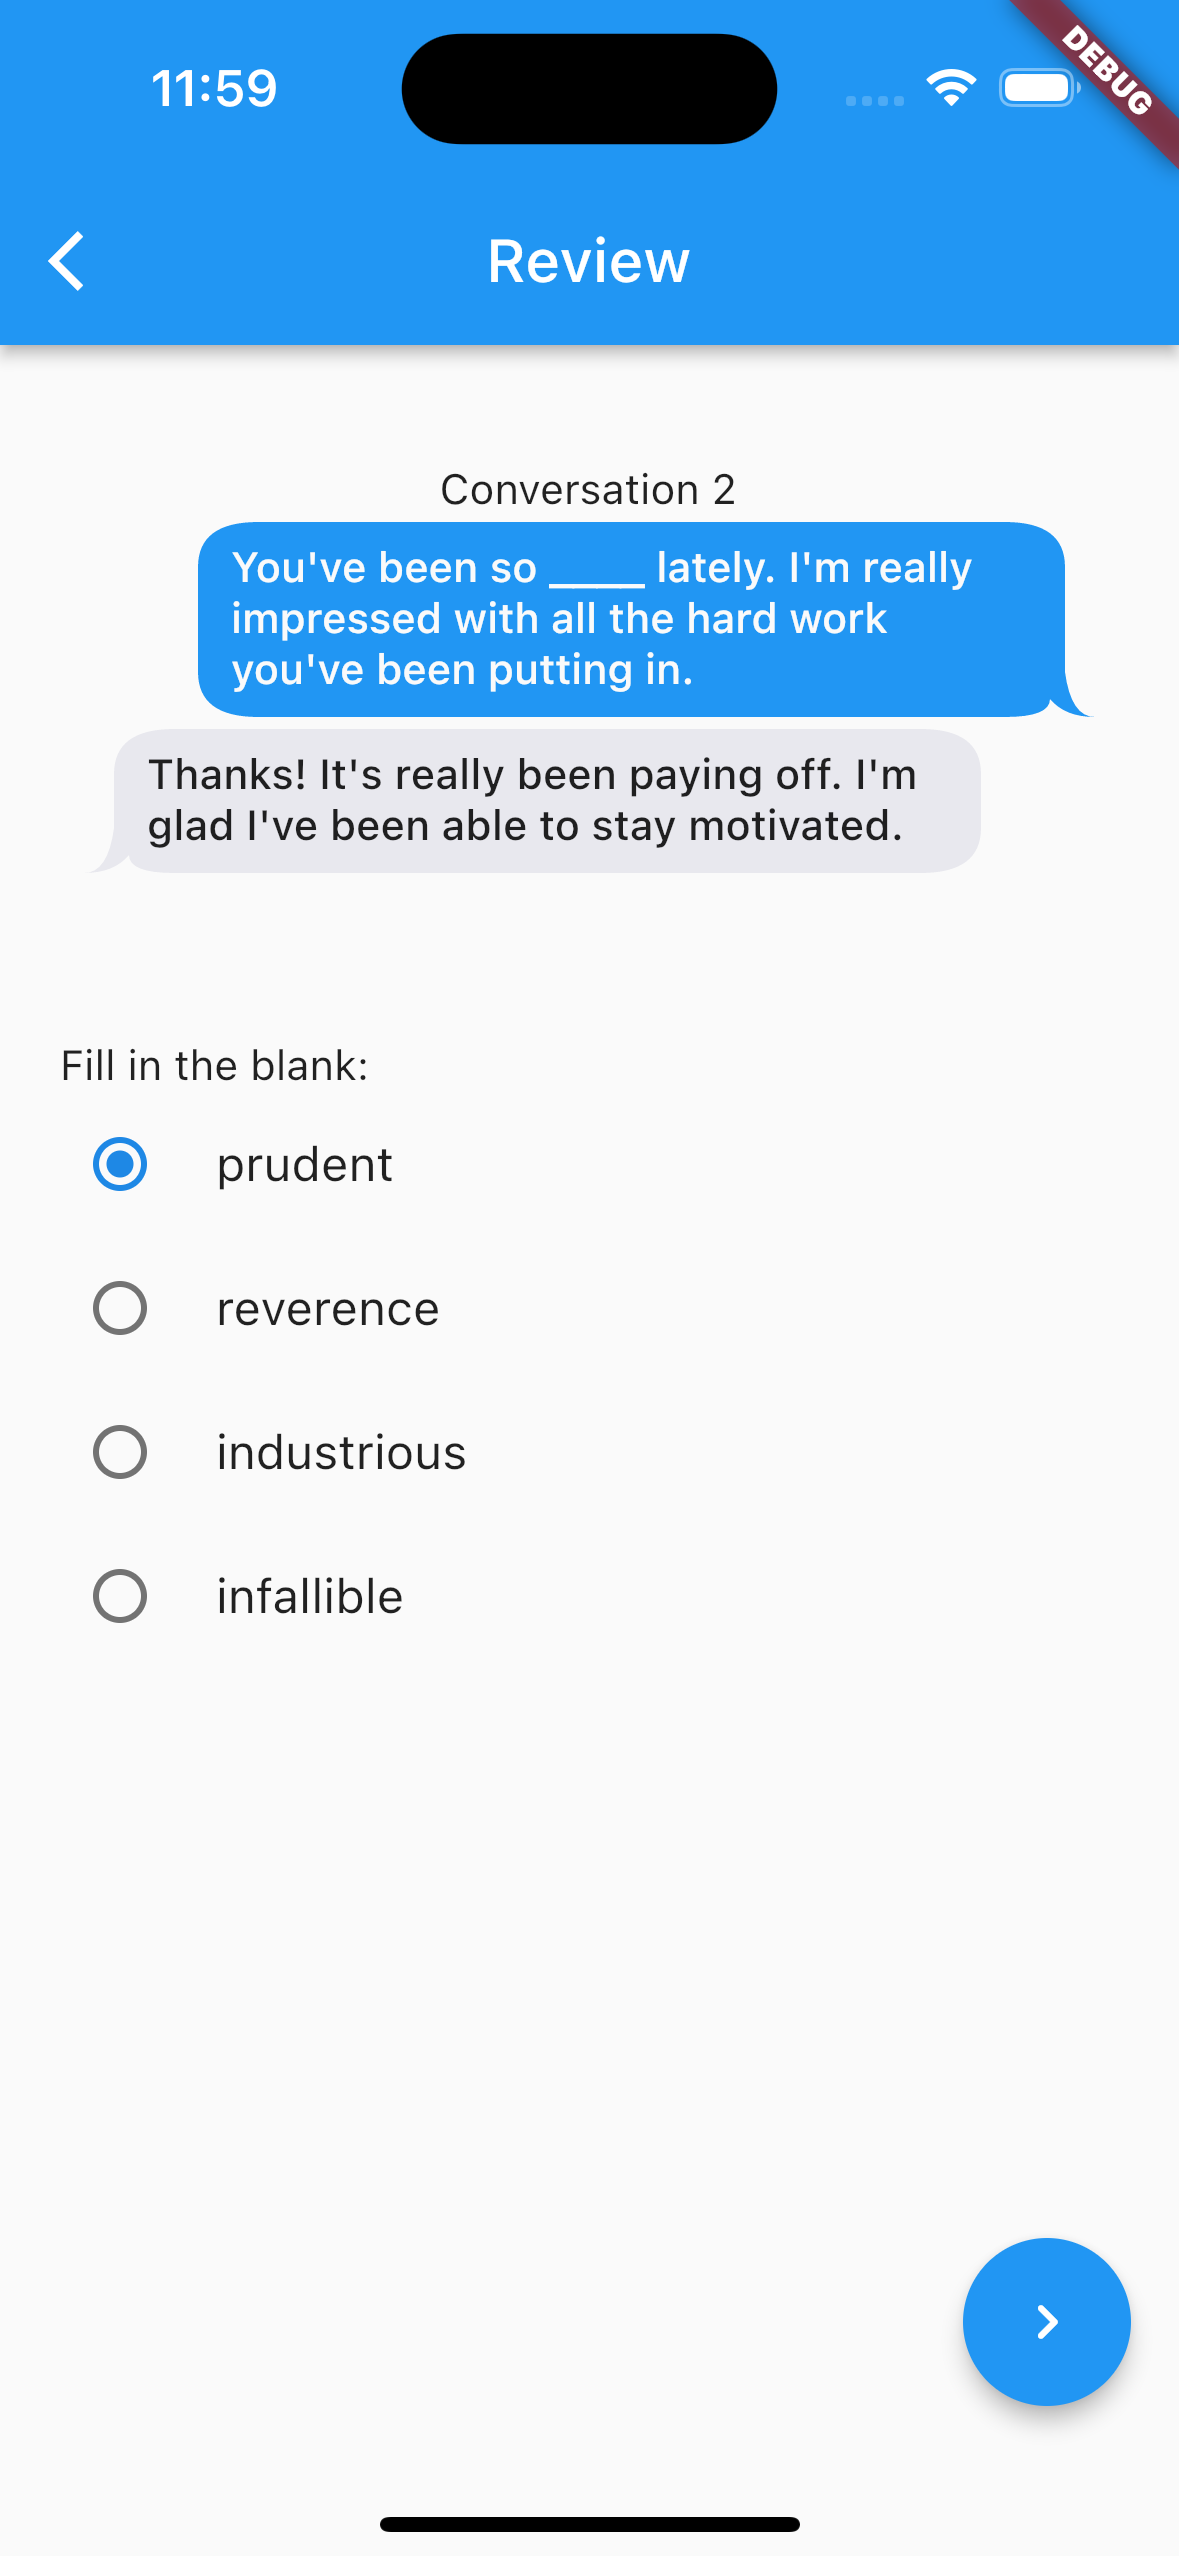 11:59
DEBUG
Review
Conversation 2
You've been so _____ lately. I'm really
impressed with all the hard work
you've been putting in.
Thanks! It's really been paying off. I'm
glad I've been able to stay motivated.
Fill in the blank:
prudent
reverence
industrious
infallible